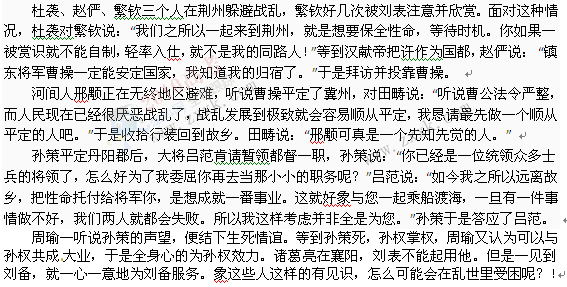 杜袭、赵俨、繁钦三个人在荆州躲避战乱，繁钦好几次被刘表注意并欣赏。面对这种情
况，杜袭对繁钦说：“我们之所以一起来到荆州，就是想要保全性命，等待时机。你如果一
被赏识就不能自制，轻率入仕，就不是我的同路人！”等到汉献帝把许作为国都，赵俨说：“镇
东将军曹操一定能安定国家，我知道我的归宿了。”于是拜访并投靠曹操。
河间人邢颙正在无终地区避难，听说曹操平定了冀州，对田畴说：“听说曹公法令严整，
而人民现在已经很厌恶战乱了，战乱发展到极致就会容易顺从平定，我恳请最先做一个顺从
平定的人吧。”于是收拾行装回到故乡。田畴说：“邢颙可真是一个先知先觉的人。”
孙策平定丹阳郡后，大将吕范肯请暂领都督一职，孙策说：“你已经是一位统领众多士
兵的将领了，怎么好为了我委屈你再去当那小小的职务呢？”吕范说：“如今我之所以远离故
乡，把性命托付给将军你，是想成就一番事业。这就好象与您一起乘船渡海，一旦有一件事
情做不好，我们两人就都会失败。所以我这样考虑并非全是为您。”孙策于是答应了吕范。
周瑜一听说孙策的声望，便结下生死情谊。等到孙策死，孙权掌权，周瑜又认为可以与
孙权共成大业，于是全身心的为孙权效力。诸葛亮在襄阳，刘表不能起用他。但是一见到
刘备，就一心一意地为刘备服务。象这些人这样的有见识，怎么可能会在乱世里受困呢？！